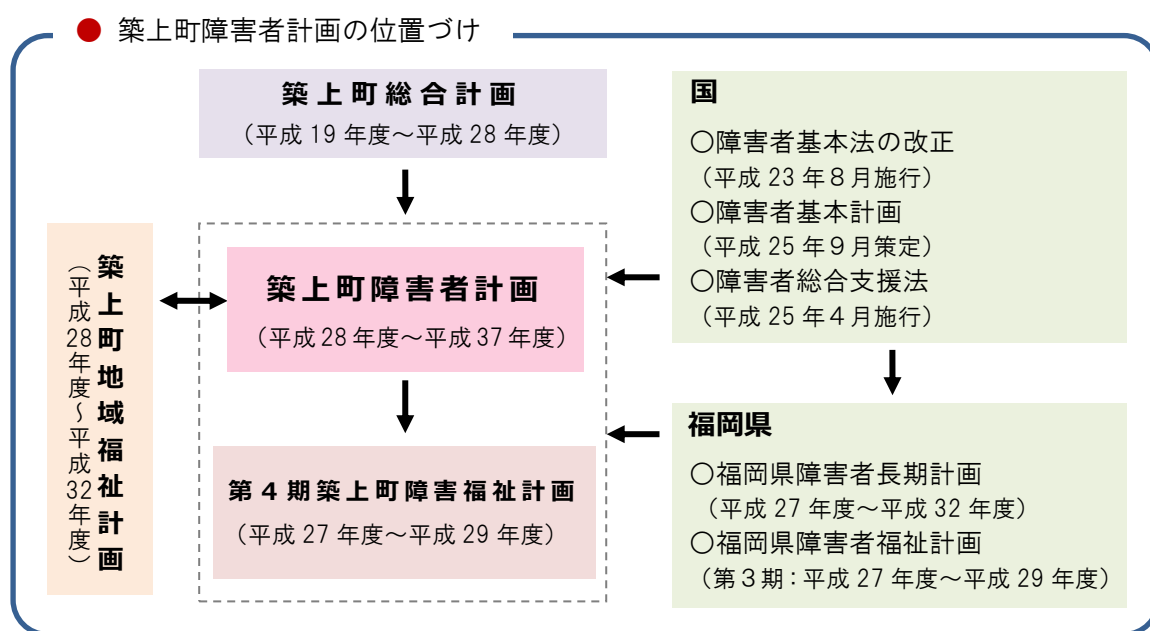 ● 築上町障害者計画の位置づけ
築上町総合計画
（平成 19 年度～平成 28 年度）
築上町地域福祉計画
（平成28年度～平成32年度）
築上町障害者計画
（平成 28 年度～平成 37 年度）
第４期築上町障害福祉計画
（平成 27 年度～平成 29 年度）
国
○障害者基本法の改正
（平成 23 年８月施行）
○障害者基本計画
（平成 25 年９月策定）
○障害者総合支援法
（平成 25 年４月施行）
福岡県
○福岡県障害者長期計画
（平成 27 年度～平成 32 年度）
○福岡県障害者福祉計画
（第３期：平成 27 年度～平成 29 年度）